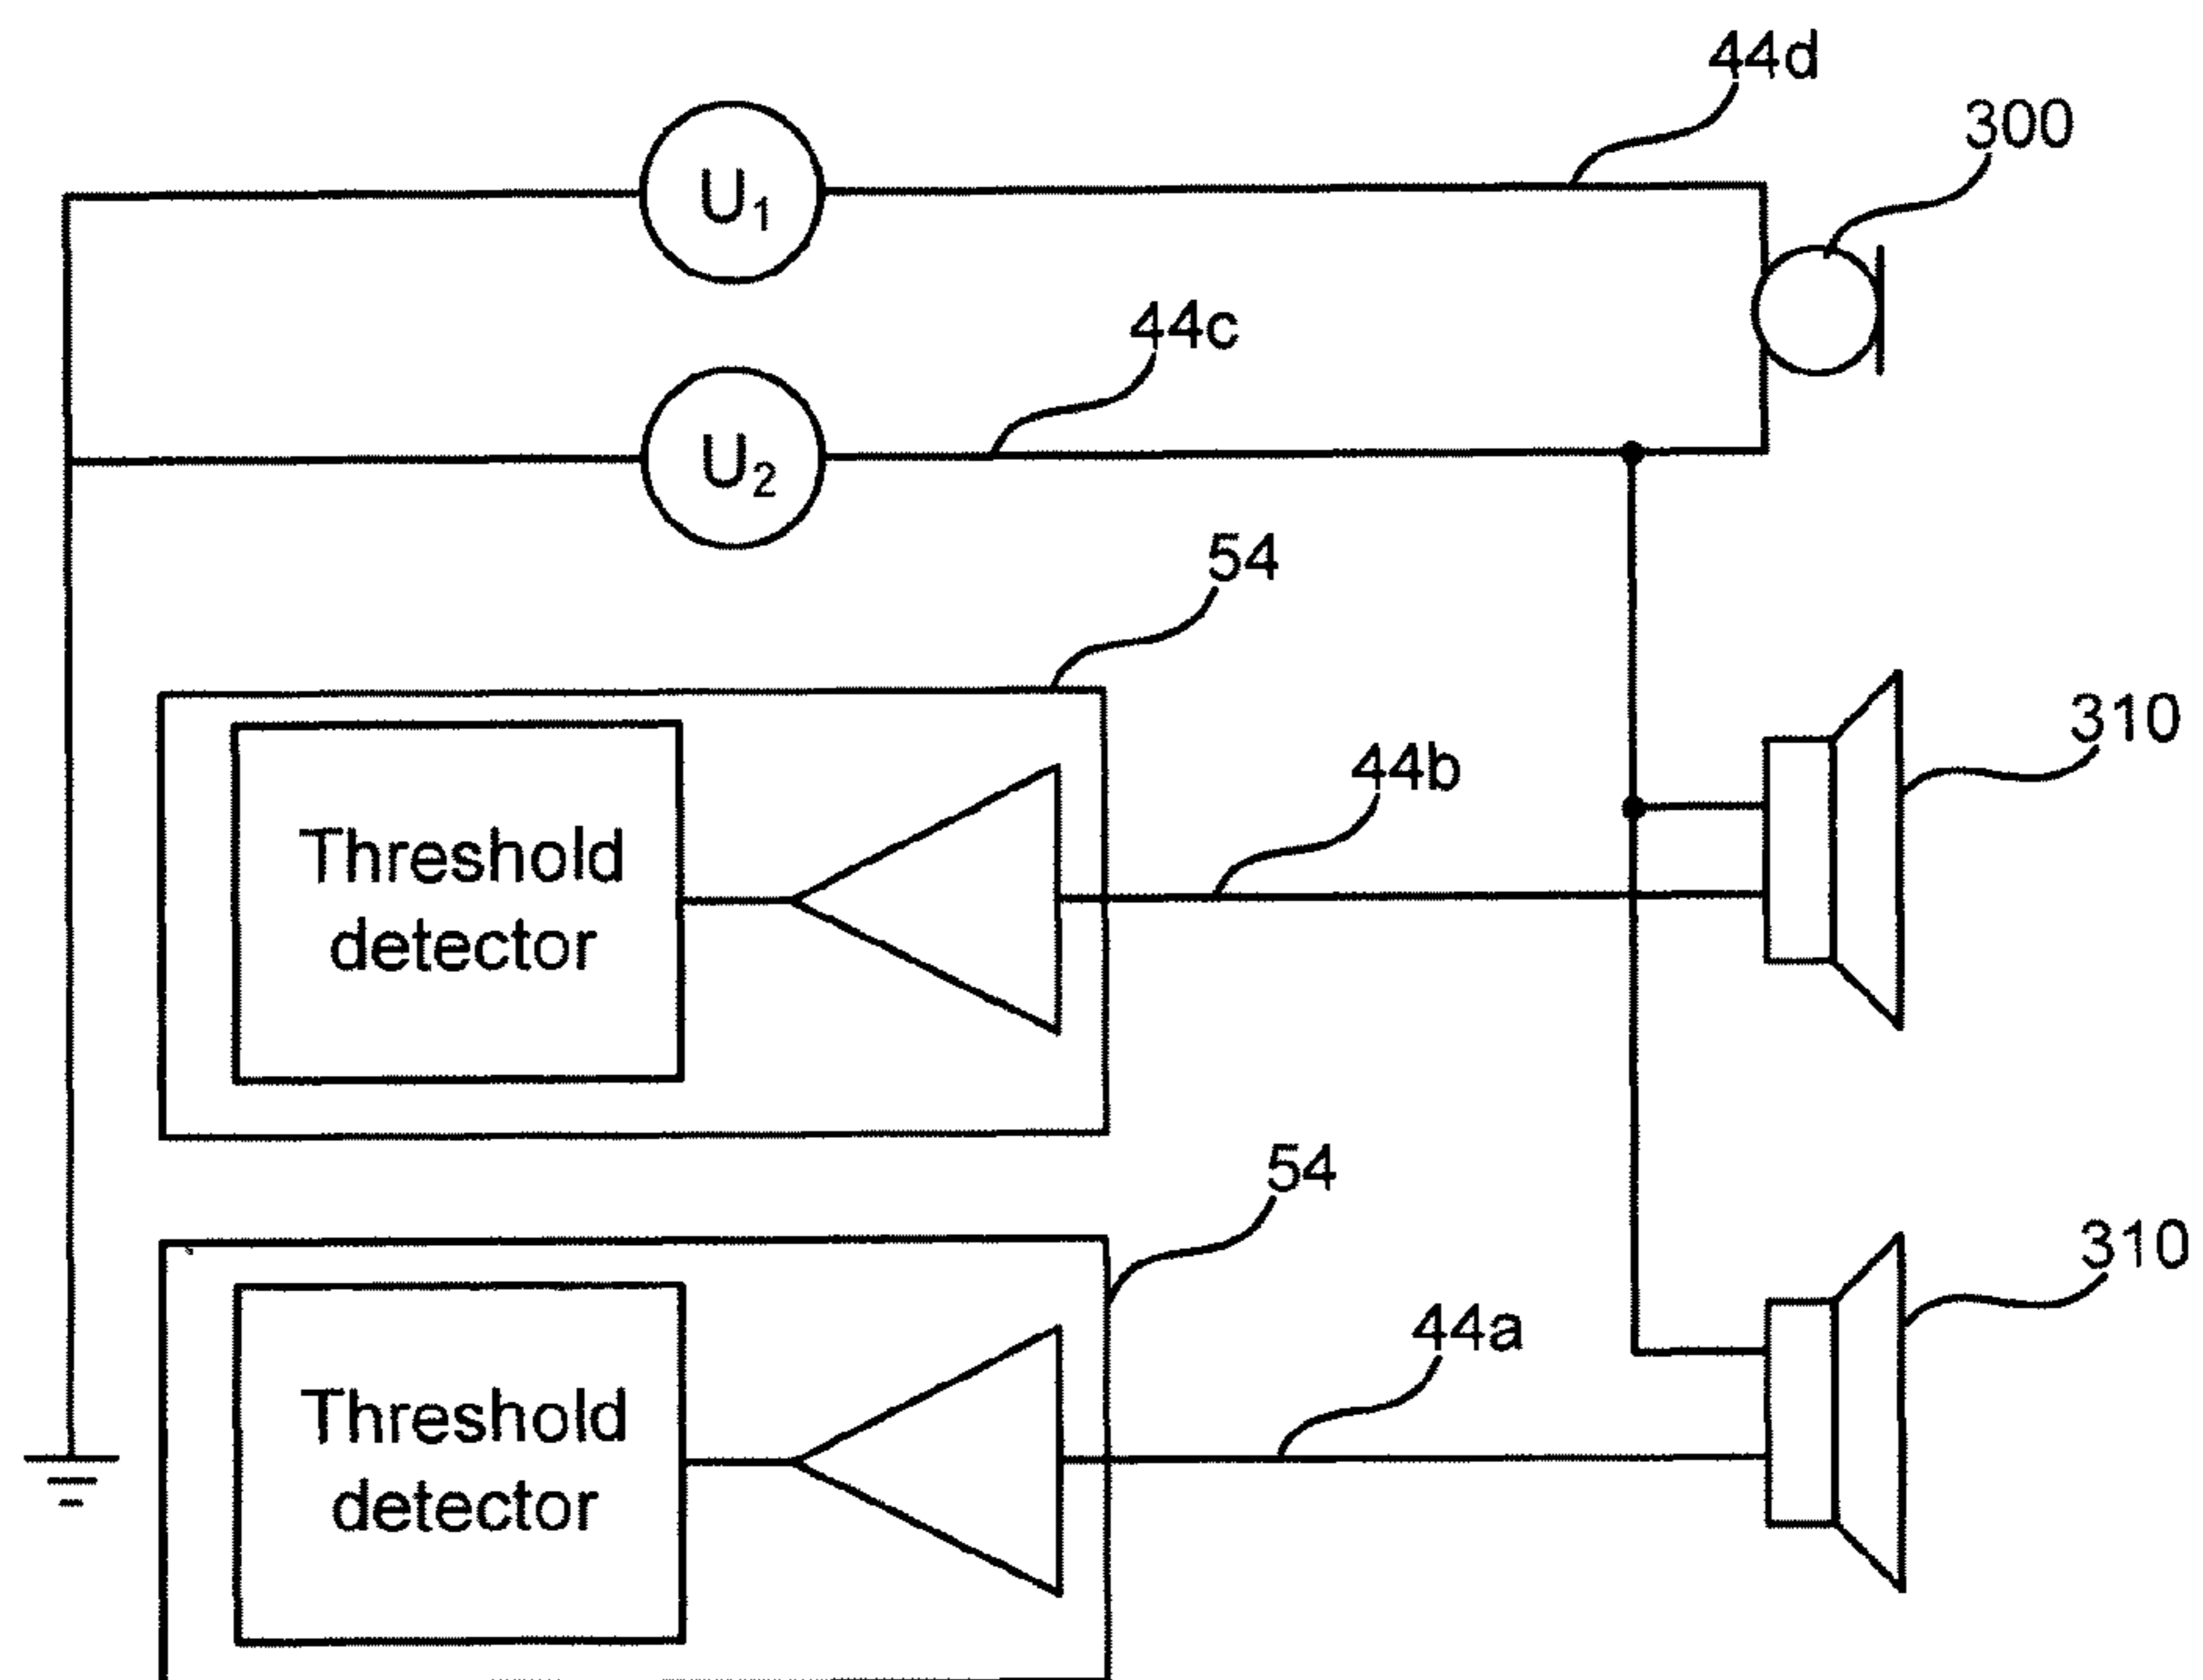 44d
300
U₁
44c
U₂
54
310
44b
Threshold
detector
54
310
44a
Threshold
detector